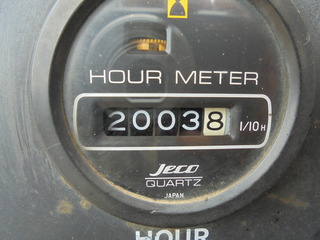 HOUR METER
20038 1/10H
Jeco
QUARTZ
JAPAN
HOUR